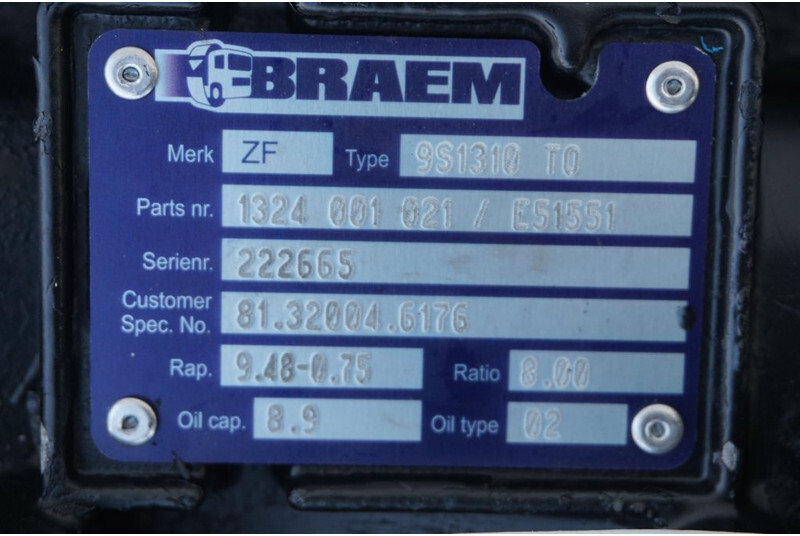 BRAEM
Merk ZF Type 9S1310 TO
Parts nr. 1324 001 021 / E51551
Serienr. 222665
Customer
Spec. No. 81.32004.6176
Rap. 9.48-0.75 Ratio 8.00
Oil cap. 8.9 Oil type 02